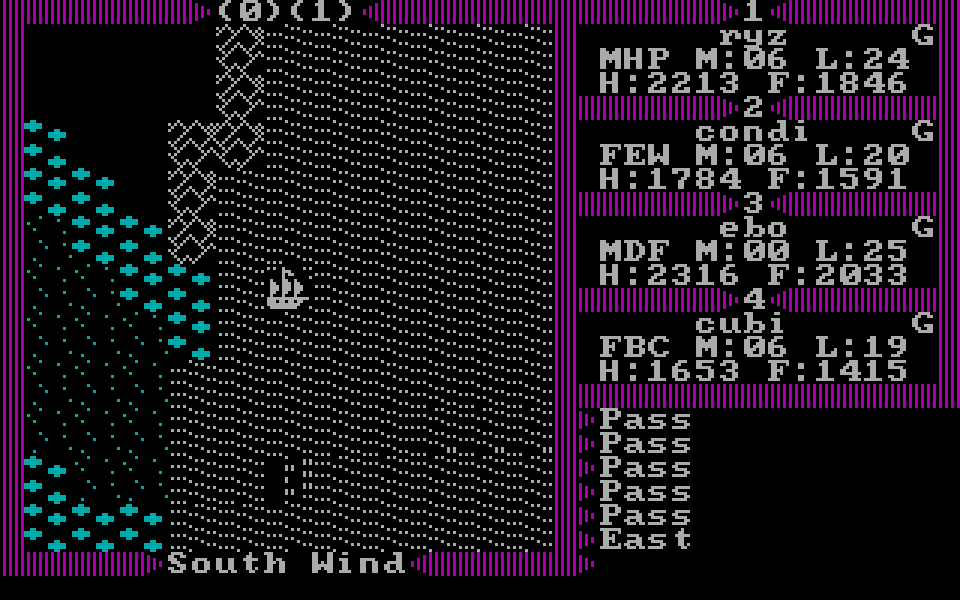 (0)(1)
1
ryz G
MHP M:06 L:24
H:2213 F:1846
2
condi G
FEW M:06 L:20
H:1784 F:1591
3
ebo G
MDF M:00 L:25
H:2316 F:2033
4
cubi G
FBC M:06 L:19
H:1653 F:1415
Pass
Pass
Pass
Pass
Pass
East
South Wind